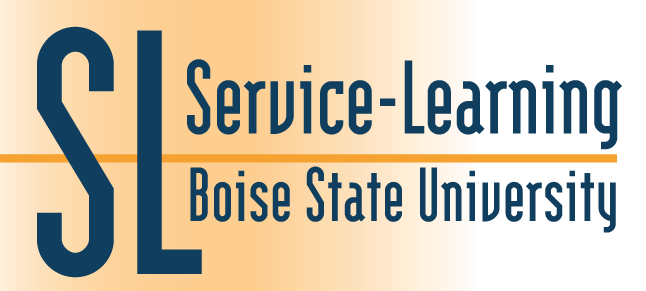 SL
Service-Learning
Boise State University